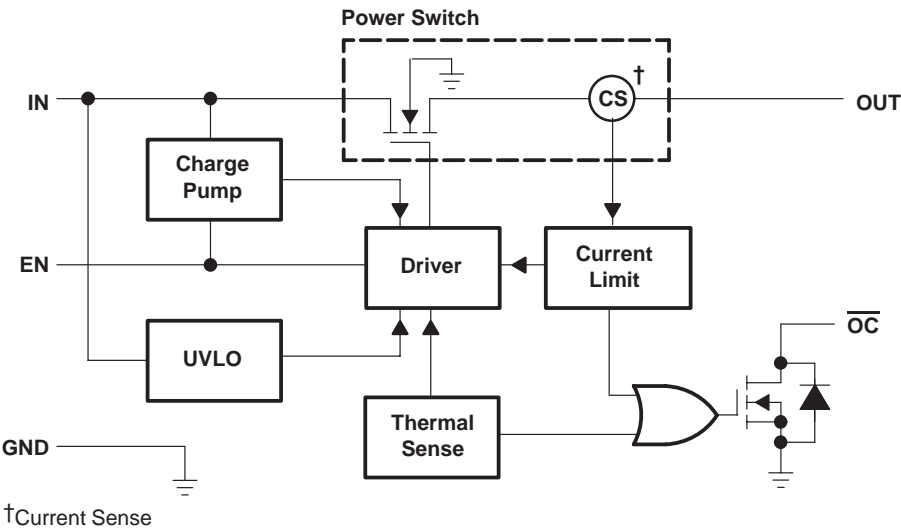 Power Switch
†
IN
CS
OUT
Charge
Pump
EN
Driver
Current
Limit
OC
UVLO
Thermal
Sense
GND
†Current Sense